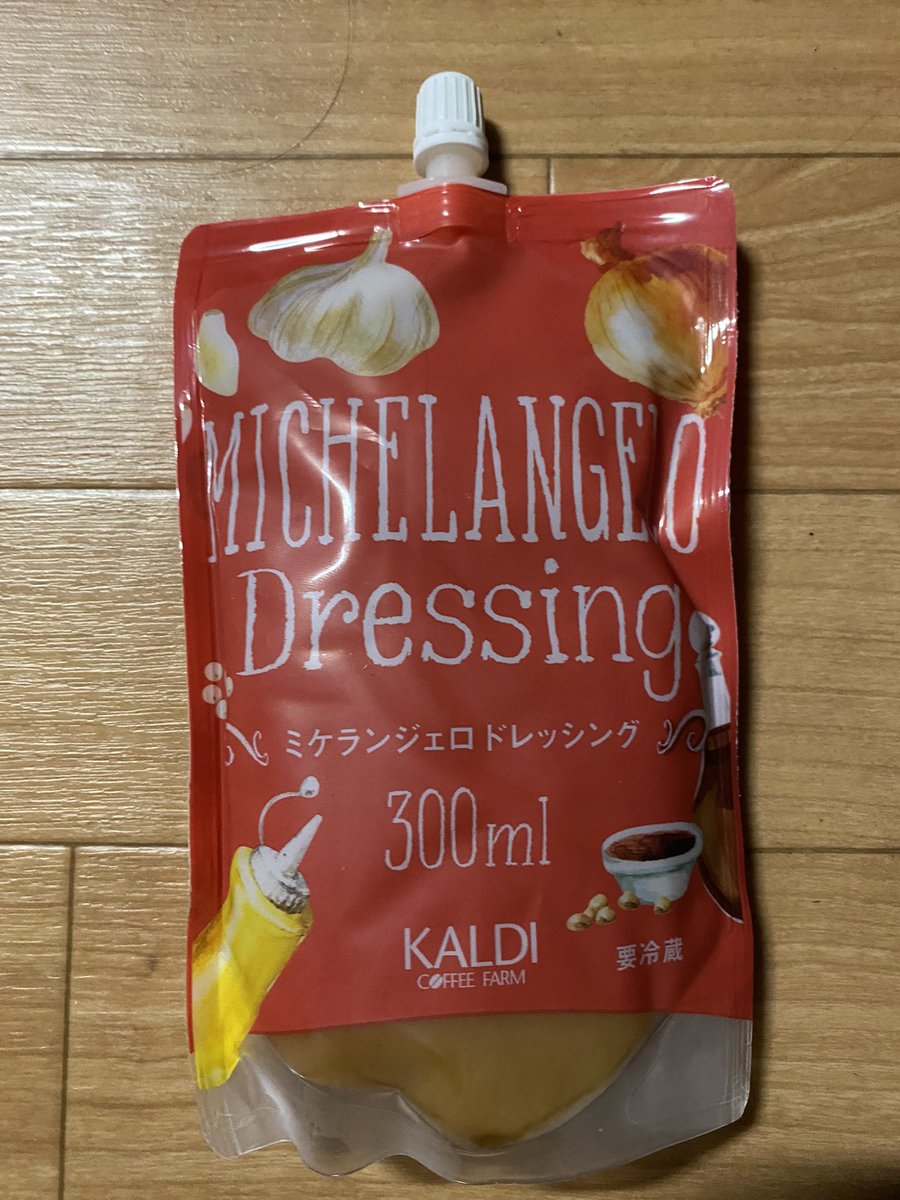 MICHELANGELO
Dressing
ミケランジェロ ドレッシング
300ml
KALDI
COFFEE FARM
要冷蔵